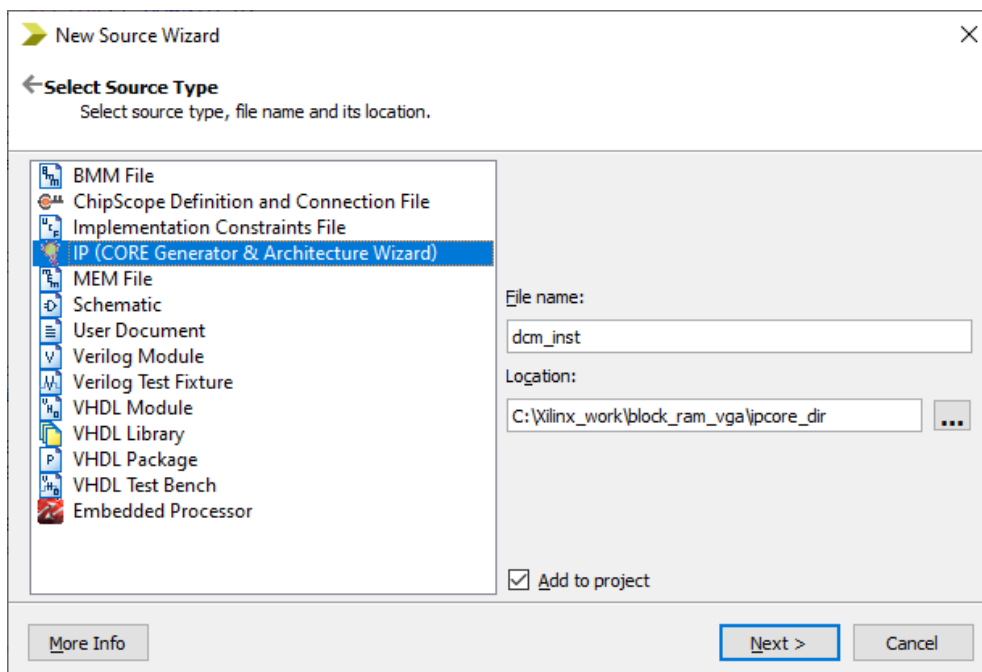 New Source Wizard
Select Source Type
Select source type, file name and its location.
BMM File
ChipScope Definition and Connection File
Implementation Constraints File
IP (CORE Generator & Architecture Wizard)
MEM File
Schematic
User Document
Verilog Module
Verilog Test Fixture
VHDL Module
VHDL Library
VHDL Package
VHDL Test Bench
Embedded Processor
File name:
dcm_inst
Location:
C:\Xilinx_work\block_ram_vga\ipcore_dir
...
Add to project
More Info
Next >
Cancel